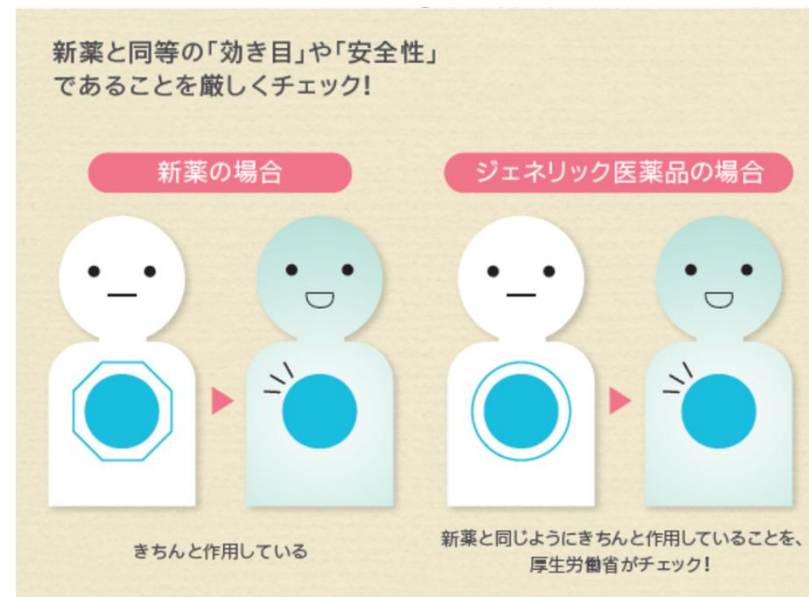 新薬と同等の「効き目」や「安全性」
であることを厳しくチェック!
新薬の場合
ジェネリック医薬品の場合
きちんと作用している
新薬と同じようにきちんと作用していることを、
厚生労働省がチェック!